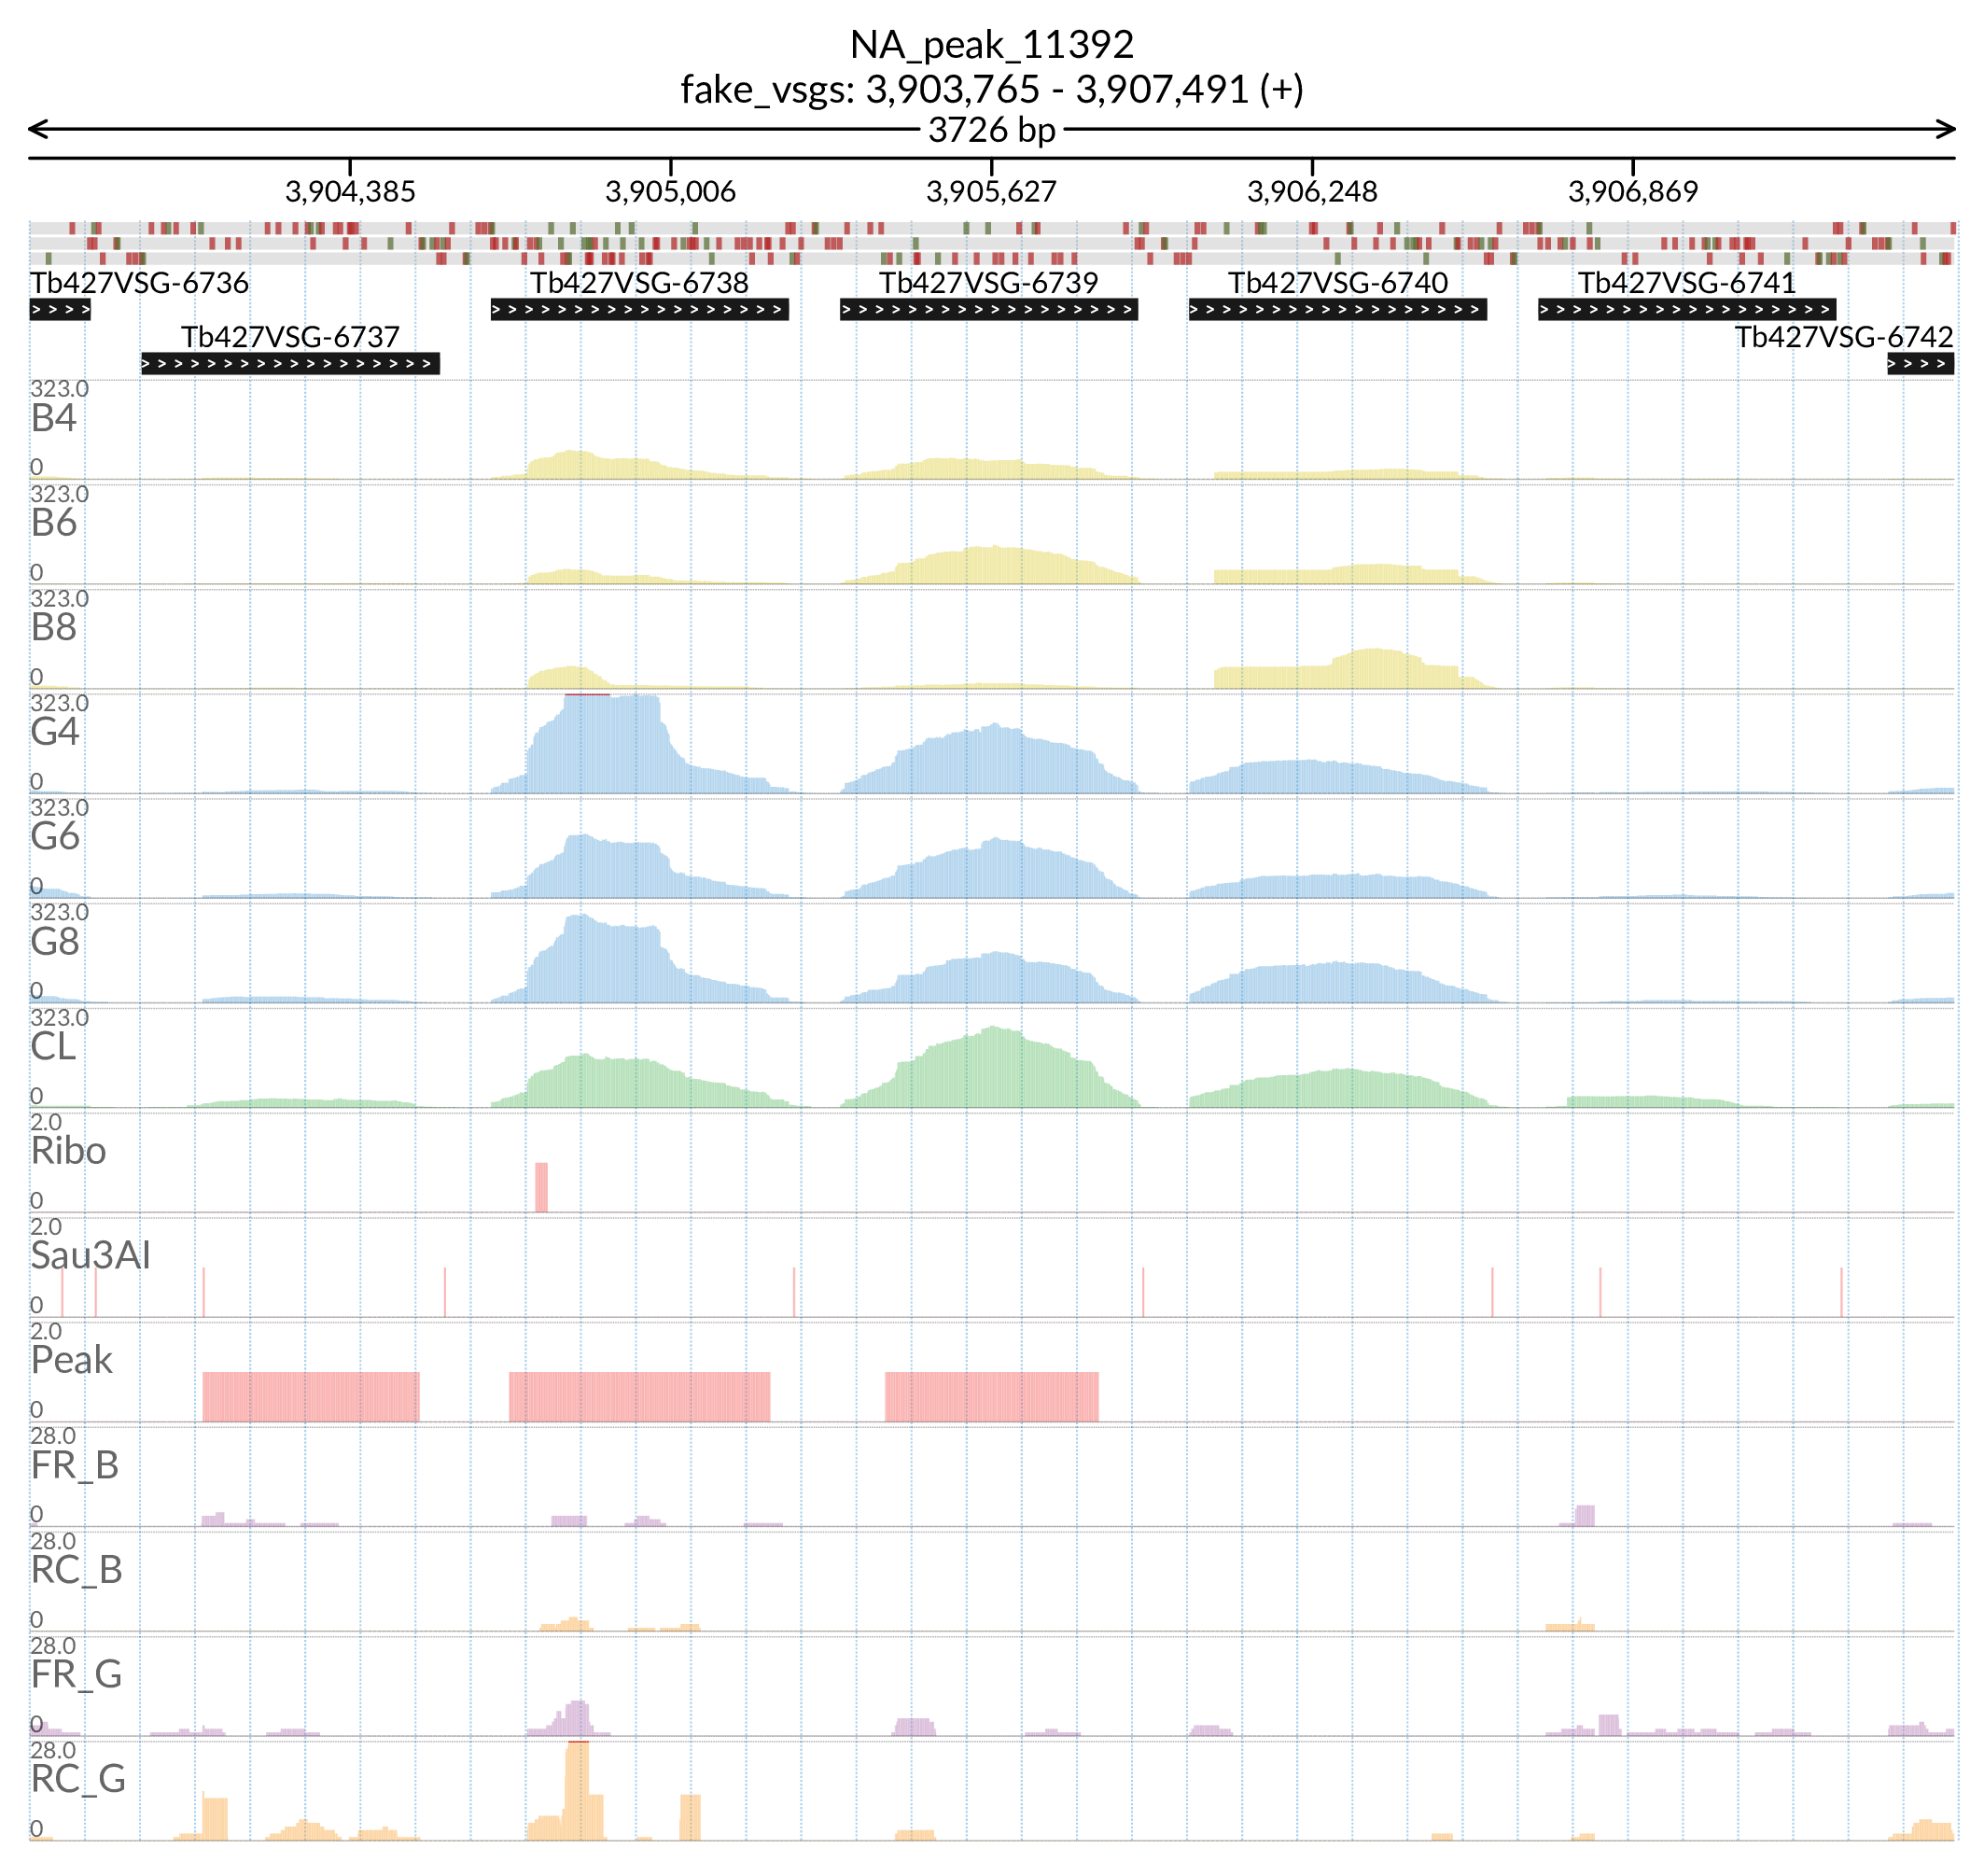 NA_peak_11392
fake_vsgs: 3,903,765 - 3,907,491 (+)
3726 bp
3,904,385 3,905,006 3,905,627 3,906,248 3,906,869
Tb427VSG-6736 Tb427VSG-6738 Tb427VSG-6739 Tb427VSG-6740 Tb427VSG-6741
Tb427VSG-6737 Tb427VSG-6742
323.0
B4
0
323.0
B6
0
323.0
B8
0
323.0
G4
0
323.0
G6
0
323.0
G8
0
323.0
CL
0
2.0
Ribo
0
2.0
Sau3AI
0
2.0
Peak
0
28.0
FR_B
0
28.0
RC_B
0
28.0
FR_G
0
28.0
RC_G
0